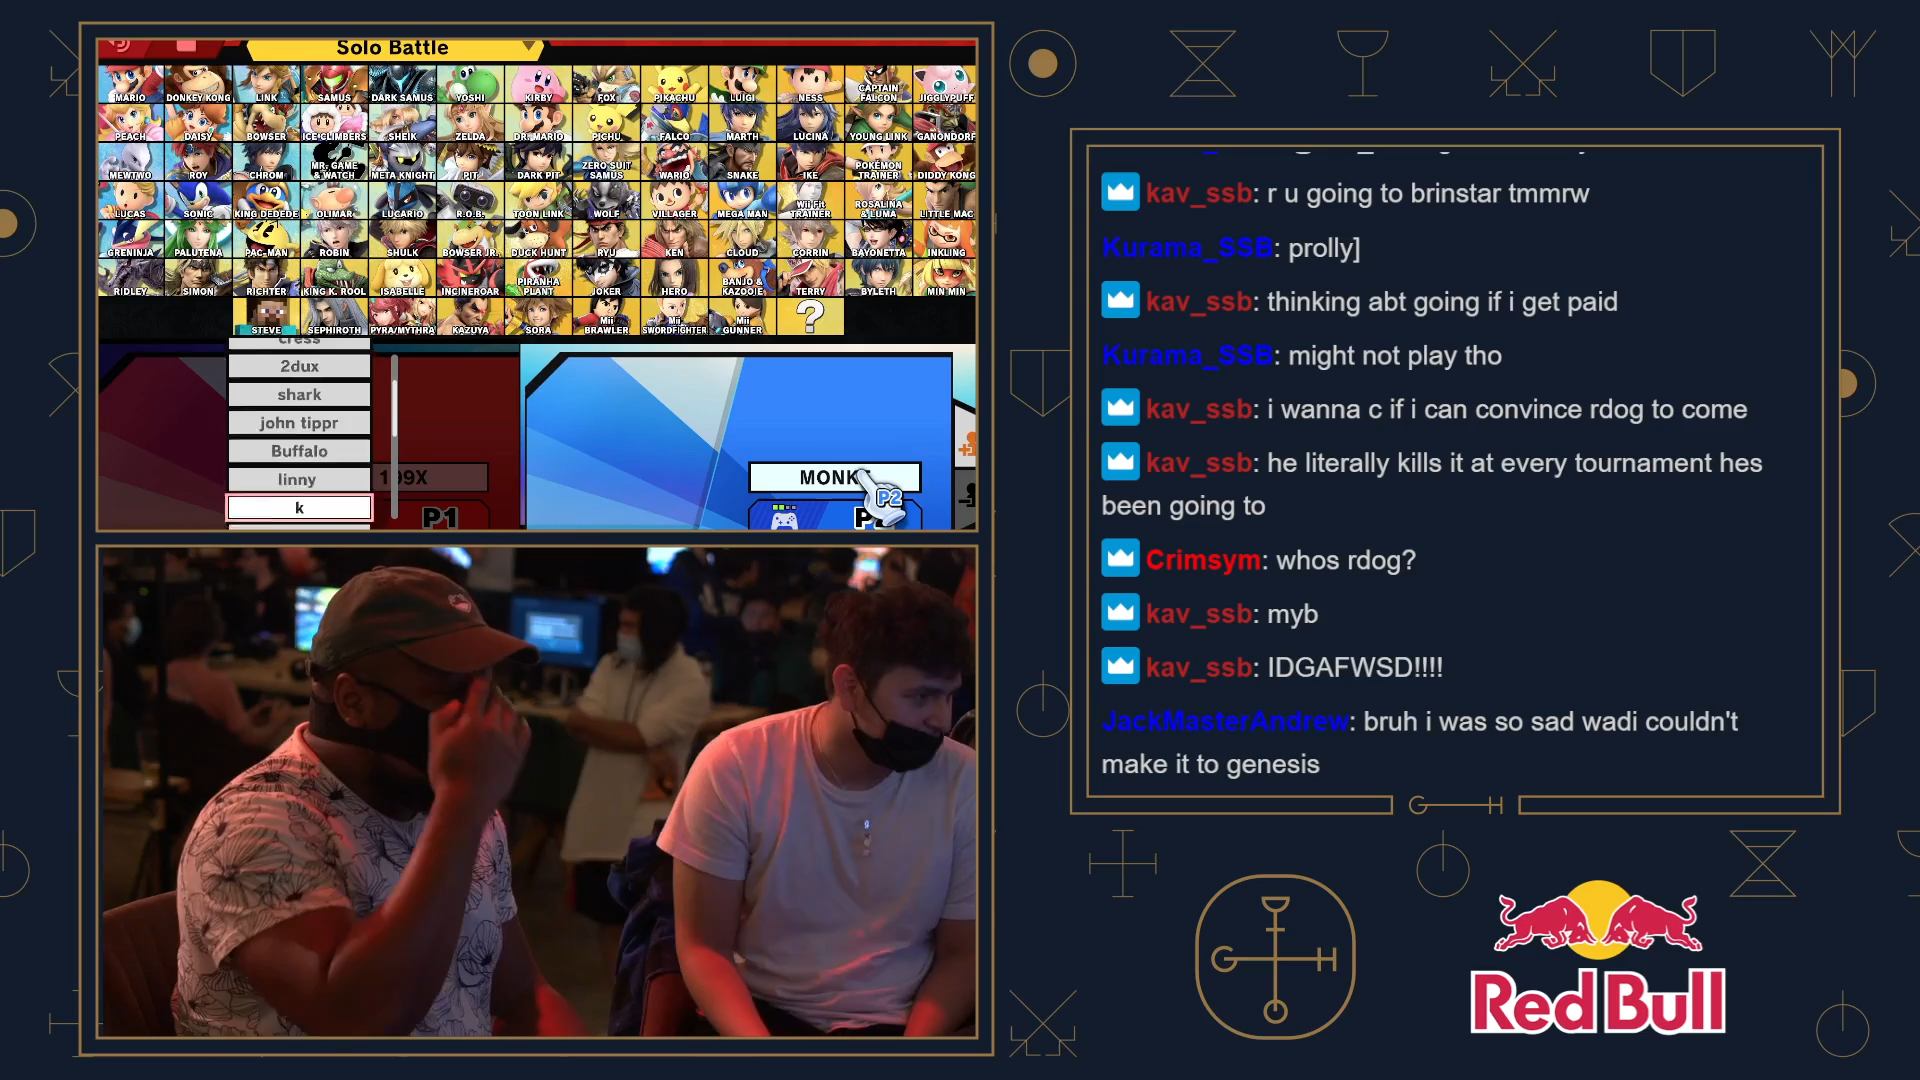 Solo Battle
MARIO DONKEY KONG LINK SAMUS DARK SAMUS YOSHI KIRBY FOX PIKACHU LUIGI NESS CAPTAIN FALCON JIGGLYPUFF
PEACH DAISY BOWSER ICE CLIMBERS SHEIK ZELDA DR. MARIO PICHU FALCO MARTH LUCINA YOUNG LINK GANONDORF
MEWTWO ROY CHROM MR. GAME & WATCH META KNIGHT PIT DARK PIT ZERO SUIT SAMUS WARIO SNAKE IKE POKÉMON TRAINER DIDDY KONG
LUCAS SONIC KING DEDEDE OLIMAR LUCARIO R.O.B. TOON LINK WOLF VILLAGER MEGA MAN Wii Fit TRAINER ROSALINA & LUMA LITTLE MAC
GRENINJA PALUTENA PAC-MAN ROBIN SHULK BOWSER JR. DUCK HUNT RYU KEN CLOUD CORRIN BAYONETTA INKLING
RIDLEY SIMON RICHTER KING K. ROOL ISABELLE INCINEROAR PIRANHA PLANT JOKER HERO BANJO & KAZOOIE TERRY BYLETH MIN MIN
STEVE SEPHIROTH PYRA/MYTHRA KAZUYA SORA Mii BRAWLER Mii SWORDFIGHTER Mii GUNNER ?
cress
2dux
shark
john tippr
Buffalo
linny
k
P1
MONK
P2
kav_ssb: r u going to brinstar tmmrw
Kurama_SSB: prolly]
kav_ssb: thinking abt going if i get paid
Kurama_SSB: might not play tho
kav_ssb: i wanna c if i can convince rdog to come
kav_ssb: he literally kills it at every tournament hes
been going to
Crimsym: whos rdog?
kav_ssb: myb
kav_ssb: IDGAFWSD!!!!
JackMasterAndrew: bruh i was so sad wadi couldn't
make it to genesis
G H
G H
Red Bull